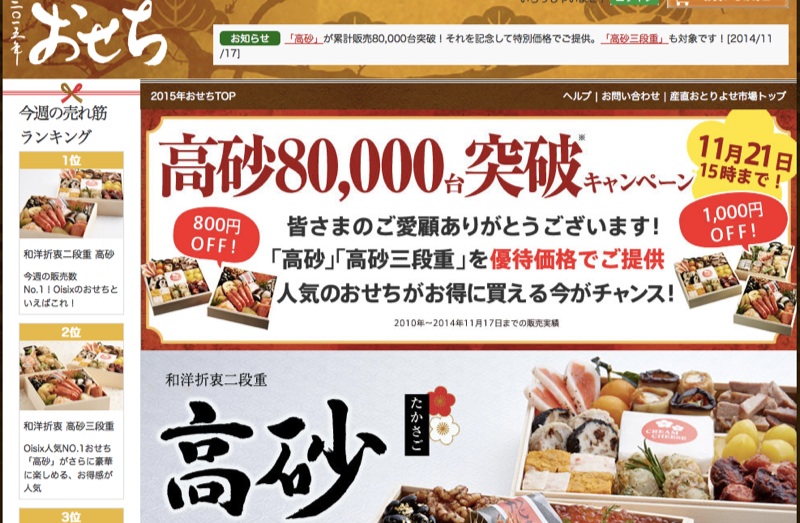 二〇一五年
おせち
お知らせ
「高砂」が累計販売80,000台突破！それを記念して特別価格でご提供。「高砂三段重」も対象です！[2014/11
/17]
今週の売れ筋
ランキング
1位
和洋折衷二段重 高砂
今週の販売数
No.1！Oisixのおせちと
いえばこれ！
2位
和洋折衷 高砂三段重
Oisix人気NO.1おせち
「高砂」がさらに豪華
に楽しめる、お得感が
人気
3位
2015年おせちTOP
ヘルプ | お問い合わせ | 産直おとりよせ市場トップ
高砂80,000台突破※キャンペーン
11月21日
15時まで！
800円
OFF！
1,000円
OFF！
皆さまのご愛顧ありがとうございます！
「高砂」「高砂三段重」を優待価格でご提供
人気のおせちがお得に買える今がチャンス！
2010年～2014年11月17日までの販売実績
和洋折衷二段重
高砂
たかさご
CREAM
CHEESE